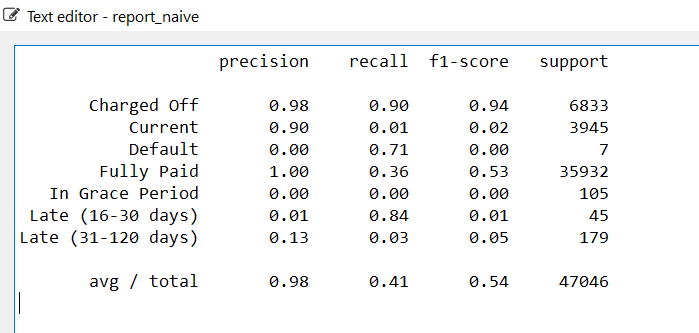 Text editor - report_naive
precision recall f1-score support
Charged Off 0.98 0.90 0.94 6833
Current 0.90 0.01 0.02 3945
Default 0.00 0.71 0.00 7
Fully Paid 1.00 0.36 0.53 35932
In Grace Period 0.00 0.00 0.00 105
Late (16-30 days) 0.01 0.84 0.01 45
Late (31-120 days) 0.13 0.03 0.05 179
avg / total 0.98 0.41 0.54 47046